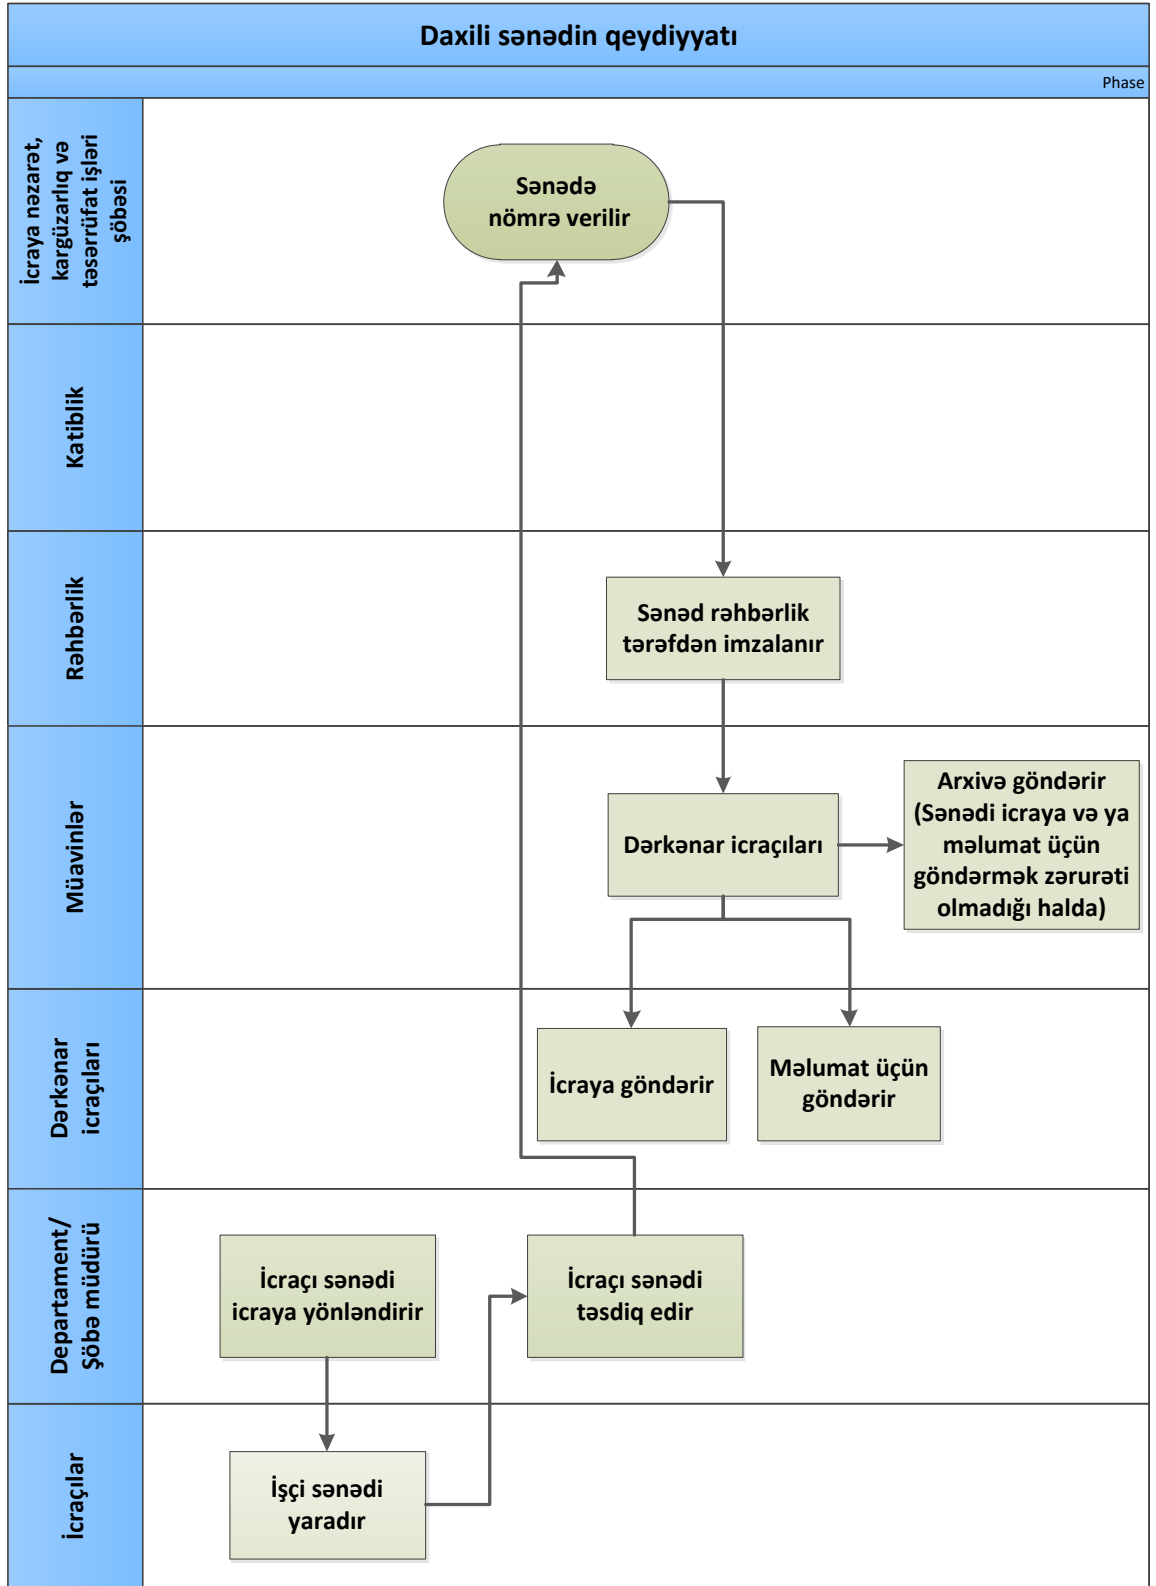 Daxili sənədin qeydiyyatı
Phase
İcraya nəzarət,
kargüzarlıq və
təsərrüfat işləri
şöbəsi
Sənədə
nömrə verilir
Katiblik
Rəhbərlik
Sənəd rəhbərlik
tərəfdən imzalanır
Müavinlər
Dərkənar icraçıları
Arxivə göndərir
(Sənədi icraya və ya
məlumat üçün
göndərmək zərurəti
olmadığı halda)
Dərkənar
icraçıları
İcraya göndərir
Məlumat üçün
göndərir
Departament/
Şöbə müdürü
İcraçı sənədi
icraya yönləndirir
İcraçı sənədi
təsdiq edir
İcraçılar
İşçi sənədi
yaradır